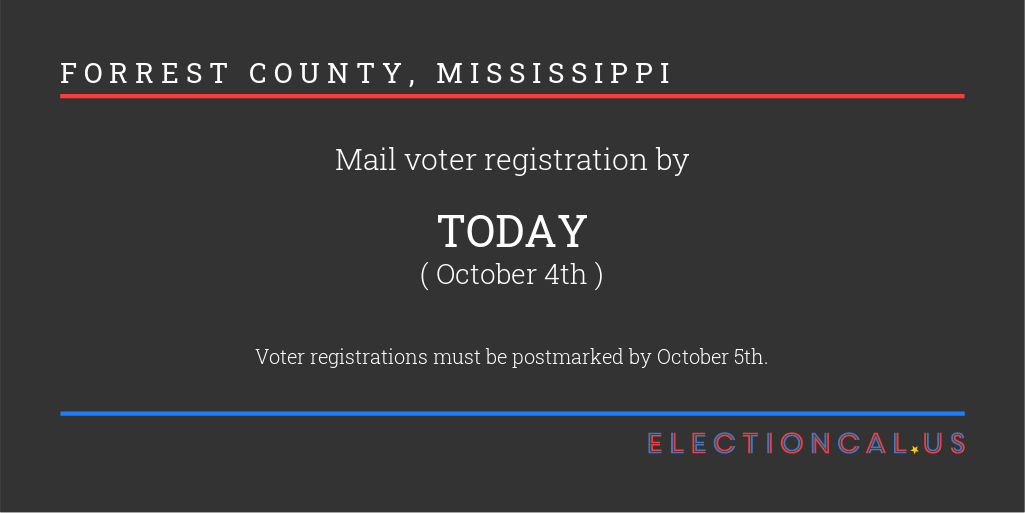 FORREST COUNTY, MISSISSIPPI
Mail voter registration by
TODAY
( October 4th )
Voter registrations must be postmarked by October 5th.
ELECTIONCAL.US